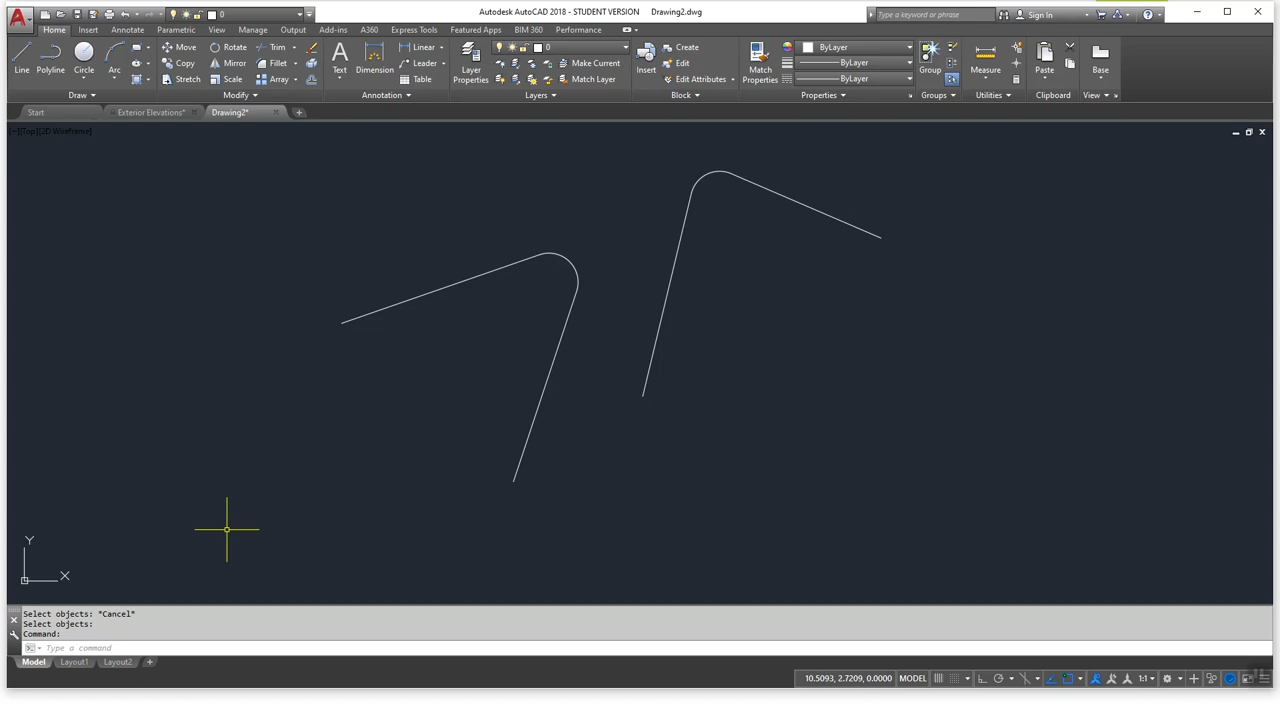 Autodesk AutoCAD 2018 - STUDENT VERSION Drawing2.dwg
0
Type a keyword or phrase
Sign In
Home Insert Annotate Parametric View Manage Output Add-ins A360 Express Tools Featured Apps BIM 360 Performance
Line Polyline Circle Arc
Move Rotate Trim
Copy Mirror Fillet
Stretch Scale Array
Text Dimension
Linear
Leader
Table
Layer Properties
0
Make Current
Match Layer
Insert
Create
Edit
Edit Attributes
Match Properties
ByLayer
ByLayer
ByLayer
Group
Measure
Paste
Base
Draw Modify Annotation Layers Block Properties Groups Utilities Clipboard View
Start Exterior Elevations* Drawing2*
[−][Top][2D Wireframe]
Y
X
Select objects: *Cancel*
Select objects:
Command:
Type a command
Model Layout1 Layout2
10.5093, 2.7209, 0.0000 MODEL 1:1